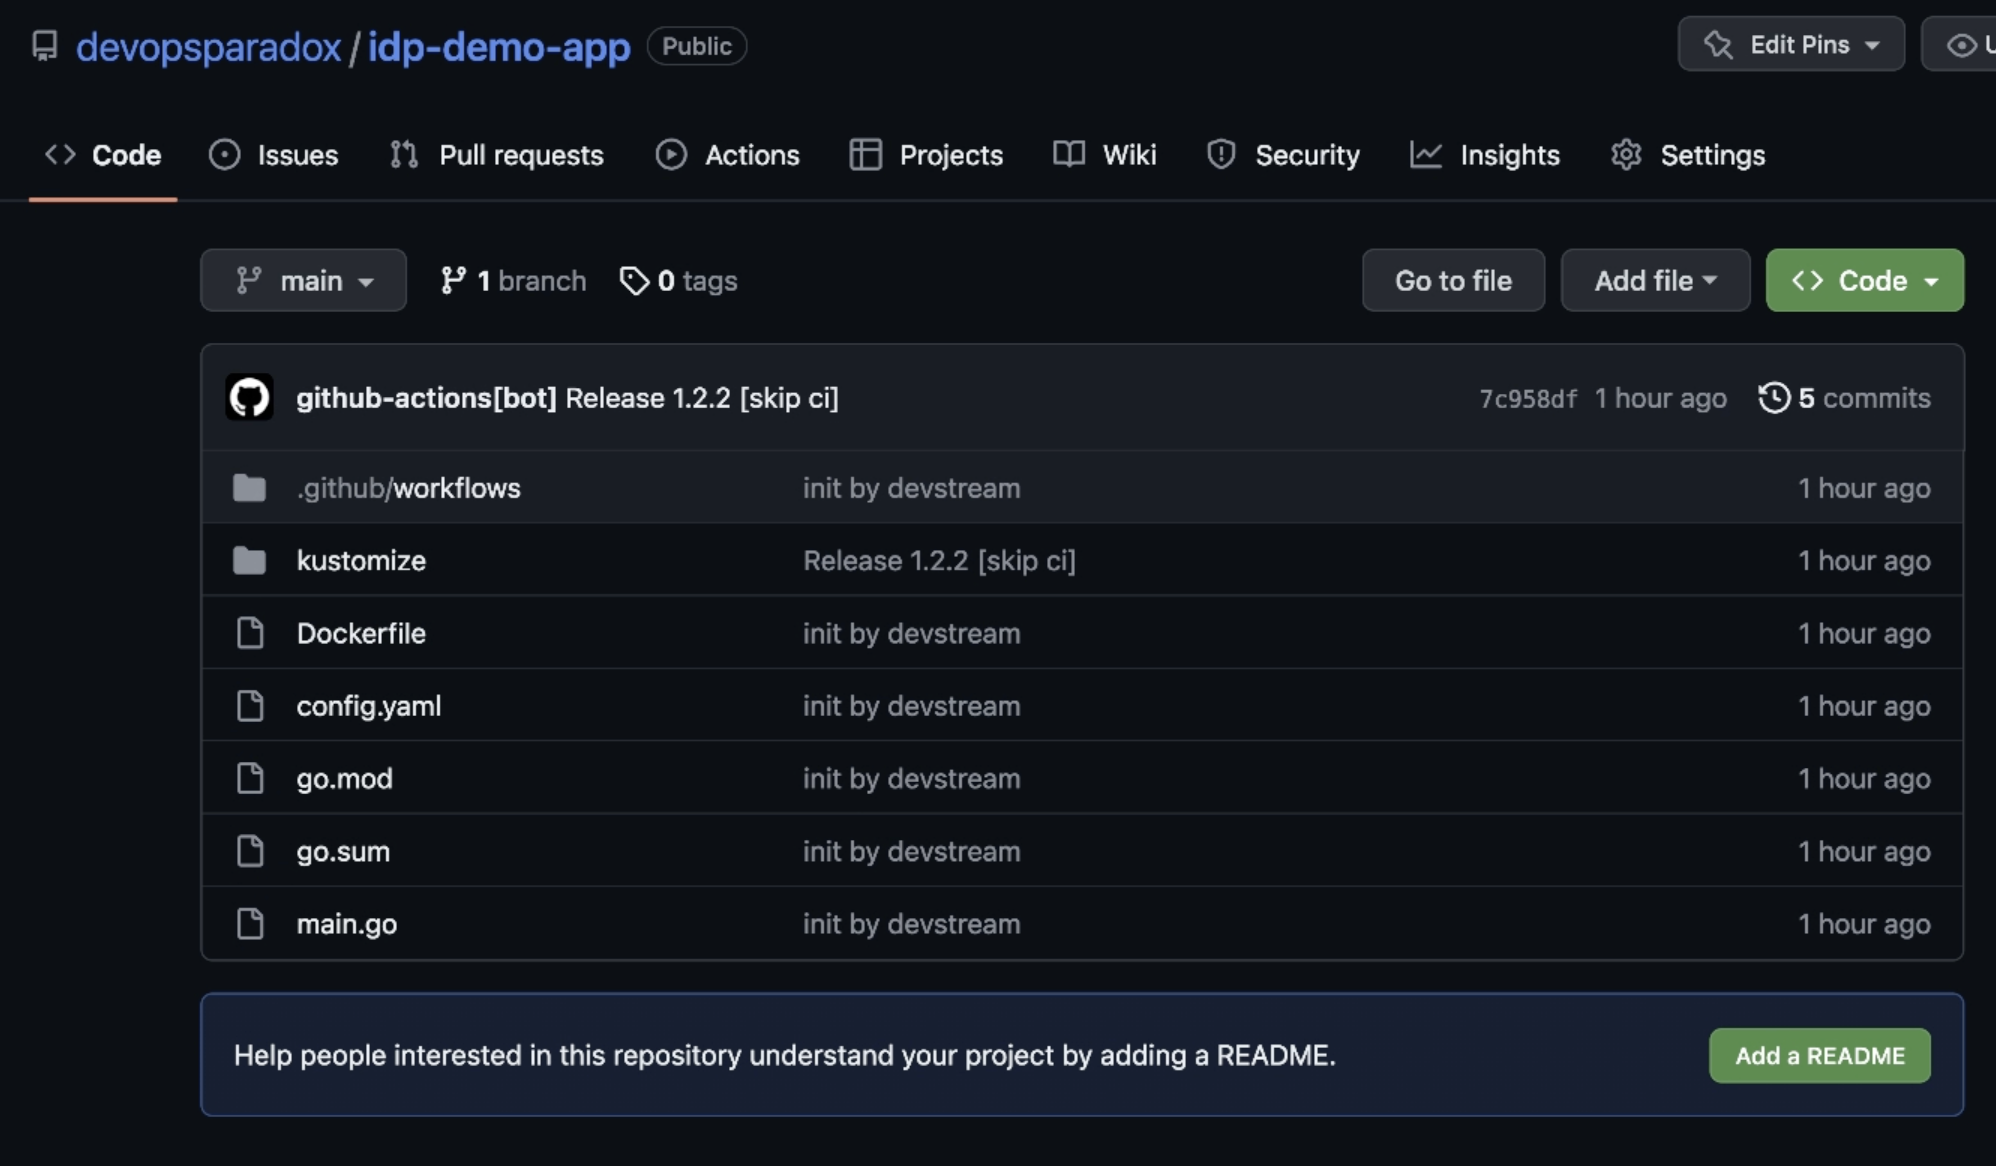 devopsparadox / idp-demo-app Public Edit Pins
Code Issues Pull requests Actions Projects Wiki Security Insights Settings
main 1 branch 0 tags Go to file Add file Code
github-actions[bot] Release 1.2.2 [skip ci] 7c958df 1 hour ago 5 commits
.github/workflows init by devstream 1 hour ago
kustomize Release 1.2.2 [skip ci] 1 hour ago
Dockerfile init by devstream 1 hour ago
config.yaml init by devstream 1 hour ago
go.mod init by devstream 1 hour ago
go.sum init by devstream 1 hour ago
main.go init by devstream 1 hour ago
Help people interested in this repository understand your project by adding a README. Add a README